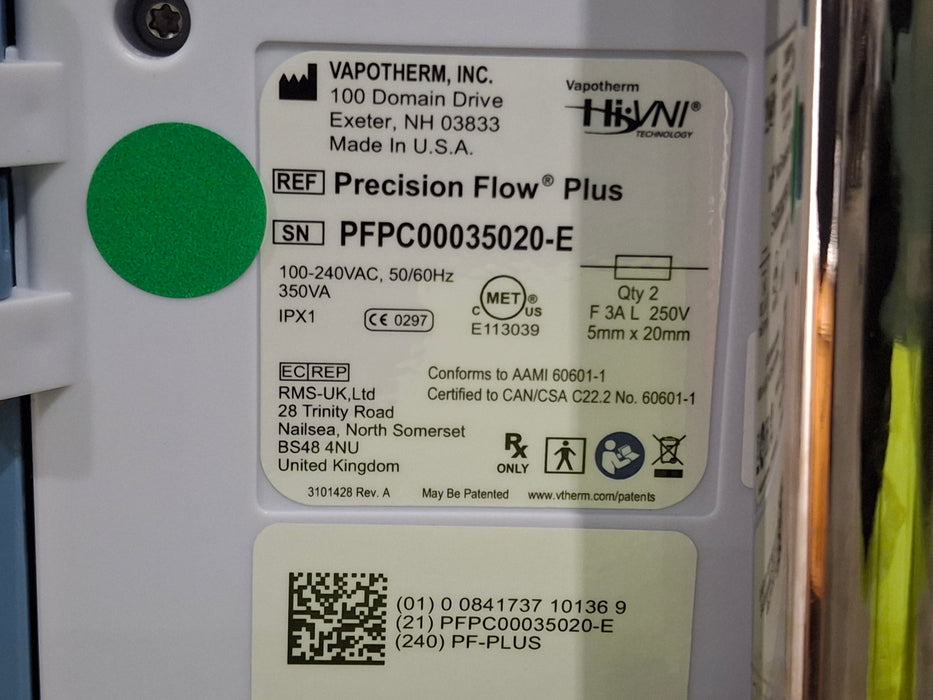 VAPOTHERM, INC.
100 Domain Drive
Exeter, NH 03833
Made In U.S.A.
Vapotherm
Hi-VNI®
TECHNOLOGY
REF Precision Flow® Plus
SN PFPC00035020-E
100-240VAC, 50/60Hz
350VA
IPX1
CE 0297
C MET ® US
E113039
Qty 2
F 3A L 250V
5mm x 20mm
EC REP
RMS-UK,Ltd
28 Trinity Road
Nailsea, North Somerset
BS48 4NU
United Kingdom
Conforms to AAMI 60601-1
Certified to CAN/CSA C22.2 No. 60601-1
Rx
ONLY
3101428 Rev. A May Be Patented www.vtherm.com/patents
(01) 0 0841737 10136 9
(21) PFPC00035020-E
(240) PF-PLUS